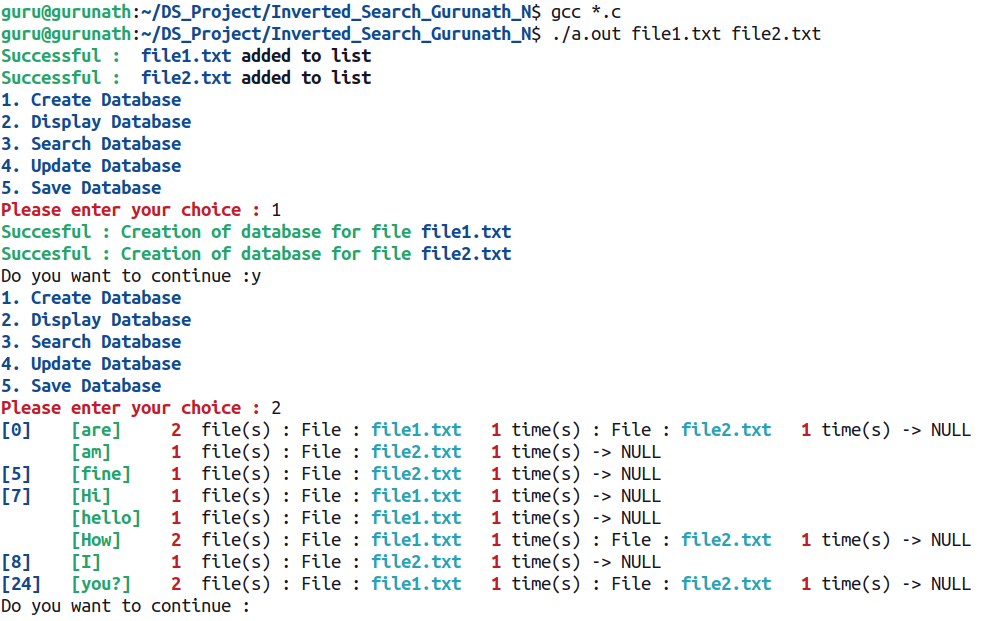 guru@gurunath:~/DS_Project/Inverted_Search_Gurunath_N$ gcc *.c
guru@gurunath:~/DS_Project/Inverted_Search_Gurunath_N$ ./a.out file1.txt file2.txt
Successful :  file1.txt added to list
Successful :  file2.txt added to list
1. Create Database
2. Display Database
3. Search Database
4. Update Database
5. Save Database
Please enter your choice : 1
Succesful : Creation of database for file file1.txt
Succesful : Creation of database for file file2.txt
Do you want to continue :y
1. Create Database
2. Display Database
3. Search Database
4. Update Database
5. Save Database
Please enter your choice : 2
[0]    [are]     2  file(s) : File : file1.txt   1 time(s) : File : file2.txt   1 time(s) -> NULL
       [am]      1  file(s) : File : file2.txt   1 time(s) -> NULL
[5]    [fine]    1  file(s) : File : file2.txt   1 time(s) -> NULL
[7]    [Hi]      1  file(s) : File : file1.txt   1 time(s) -> NULL
       [hello]   1  file(s) : File : file1.txt   1 time(s) -> NULL
       [How]     2  file(s) : File : file1.txt   1 time(s) : File : file2.txt   1 time(s) -> NULL
[8]    [I]       1  file(s) : File : file2.txt   1 time(s) -> NULL
[24]   [you?]    2  file(s) : File : file1.txt   1 time(s) : File : file2.txt   1 time(s) -> NULL
Do you want to continue :